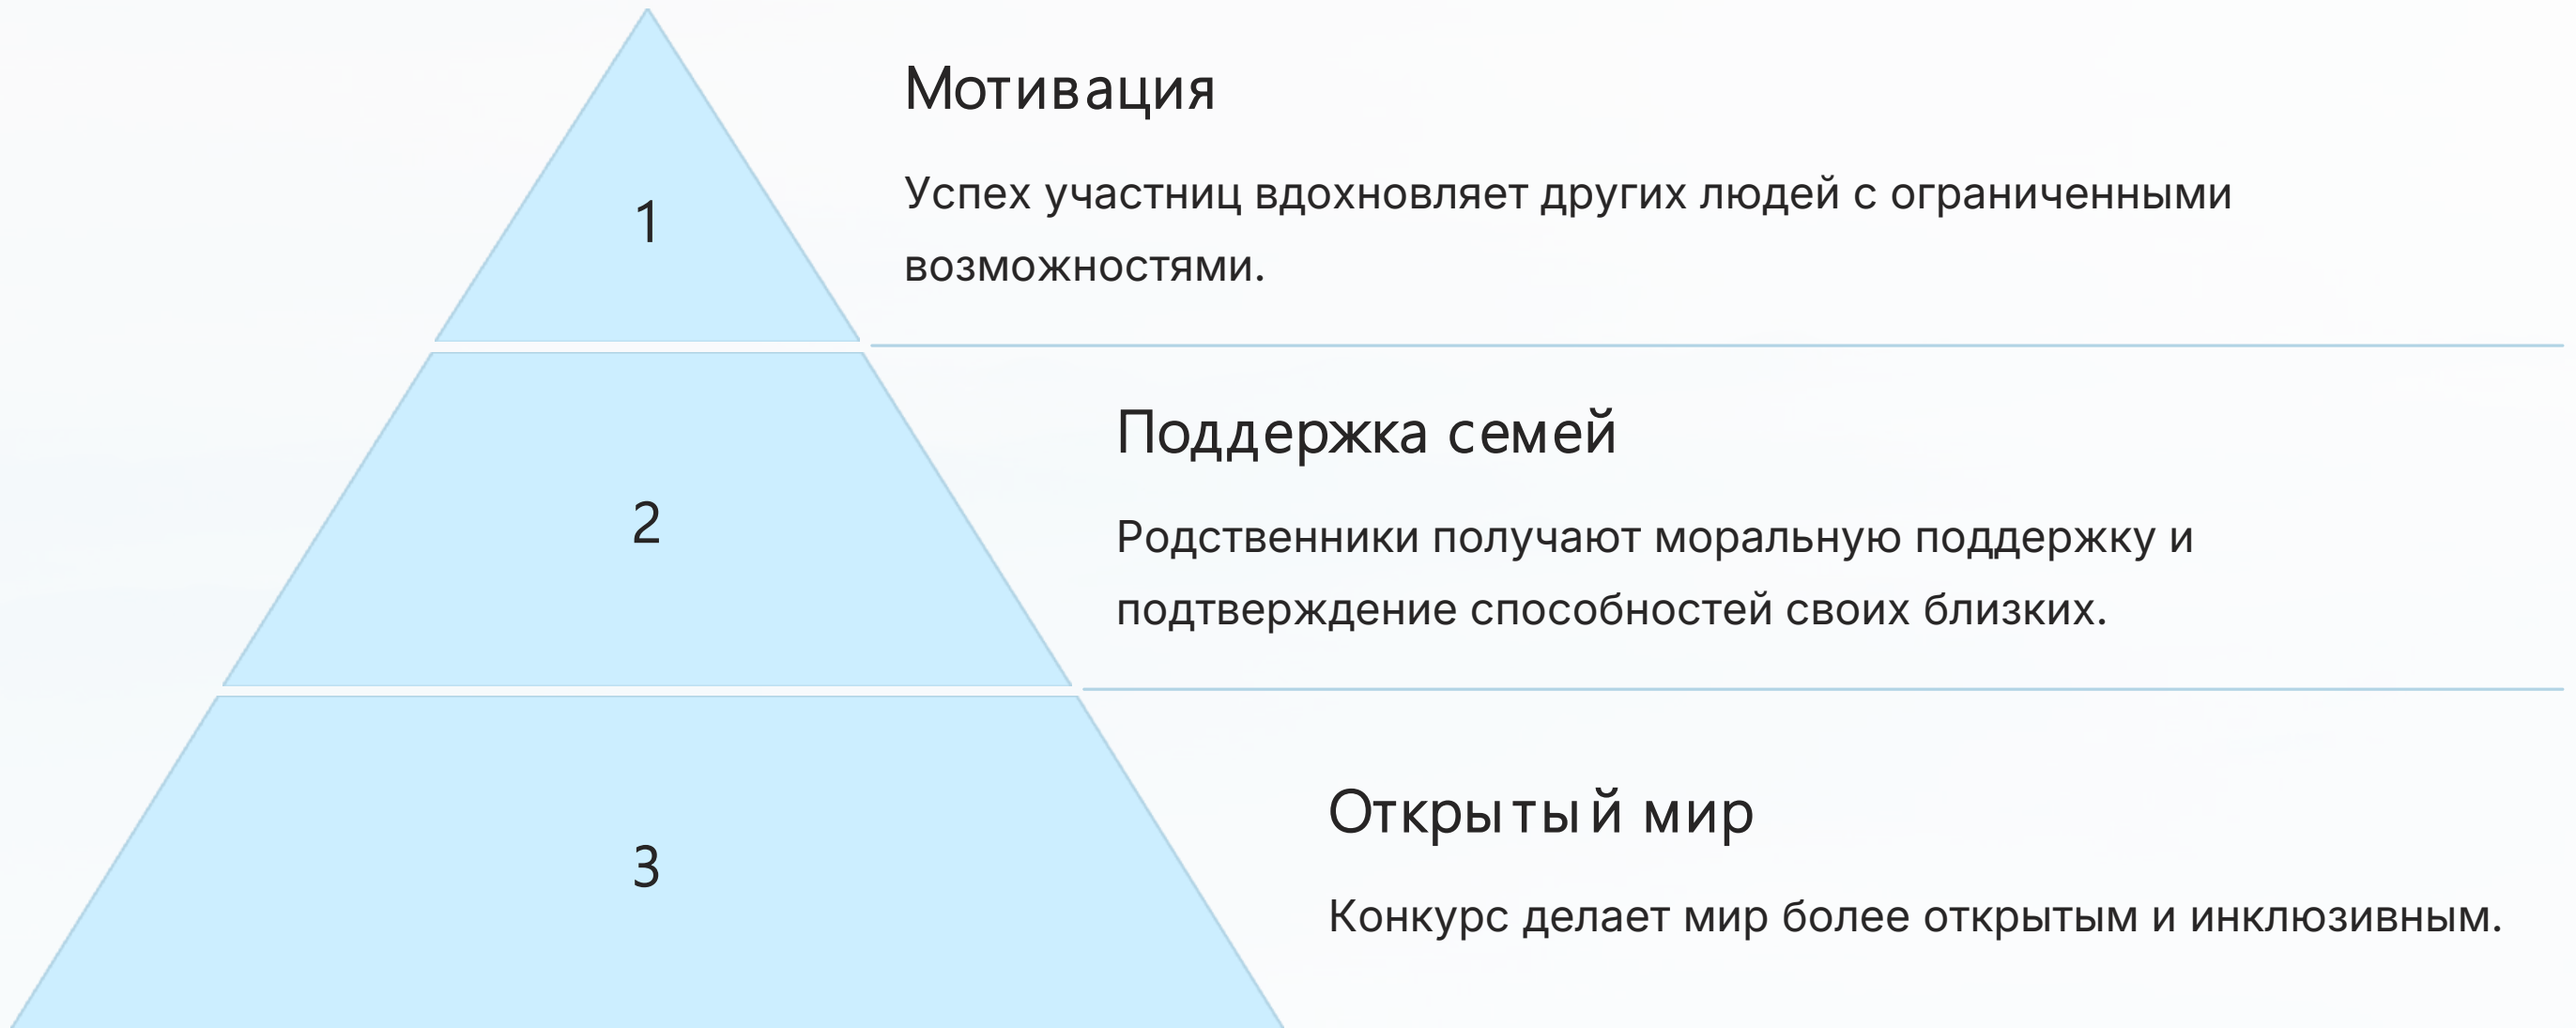 1
Мотивация
Успех участниц вдохновляет других людей с ограниченными
возможностями.
2
Поддержка семей
Родственники получают моральную поддержку и
подтверждение способностей своих близких.
3
Открытый мир
Конкурс делает мир более открытым и инклюзивным.